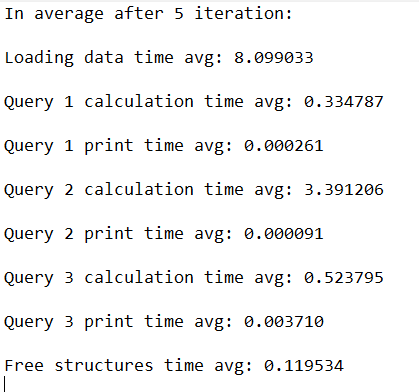 In average after 5 iteration:
Loading data time avg: 8.099033
Query 1 calculation time avg: 0.334787
Query 1 print time avg: 0.000261
Query 2 calculation time avg: 3.391206
Query 2 print time avg: 0.000091
Query 3 calculation time avg: 0.523795
Query 3 print time avg: 0.003710
Free structures time avg: 0.119534